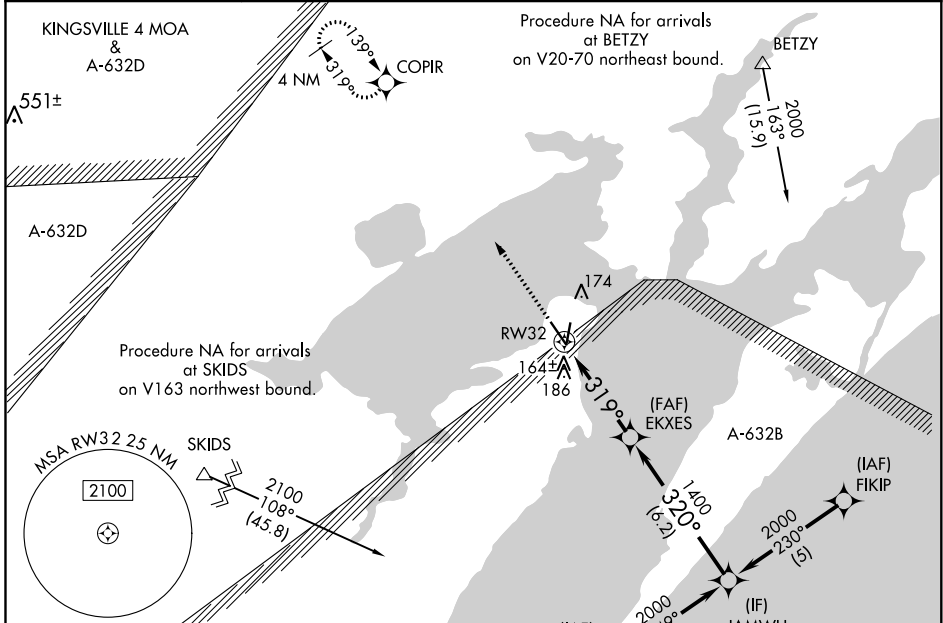 KINGSVILLE 4 MOA
&
A-632D
551±
A-632D
139°
319°
4 NM
COPIR
Procedure NA for arrivals
at BETZY
on V20-70 northeast bound.
BETZY
2000
163°
(15.9)
174
RW32
164±
186
319°
(FAF)
EKXES
A-632B
Procedure NA for arrivals
at SKIDS
on V163 northwest bound.
MSA RW32 25 NM
2100
SKIDS
2100
108°
(45.8)
1400
320°
(6.2)
(IAF)
FIKIP
2000
230°
(5)
2000
(IF)